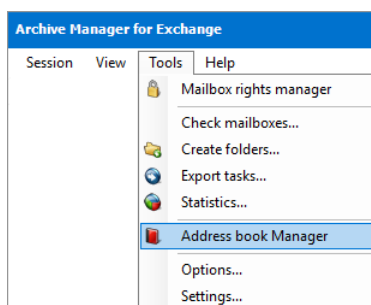 Archive Manager for Exchange
Session View Tools Help
Mailbox rights manager
Check mailboxes...
Create folders...
Export tasks...
Statistics...
Address book Manager
Options...
Settings...